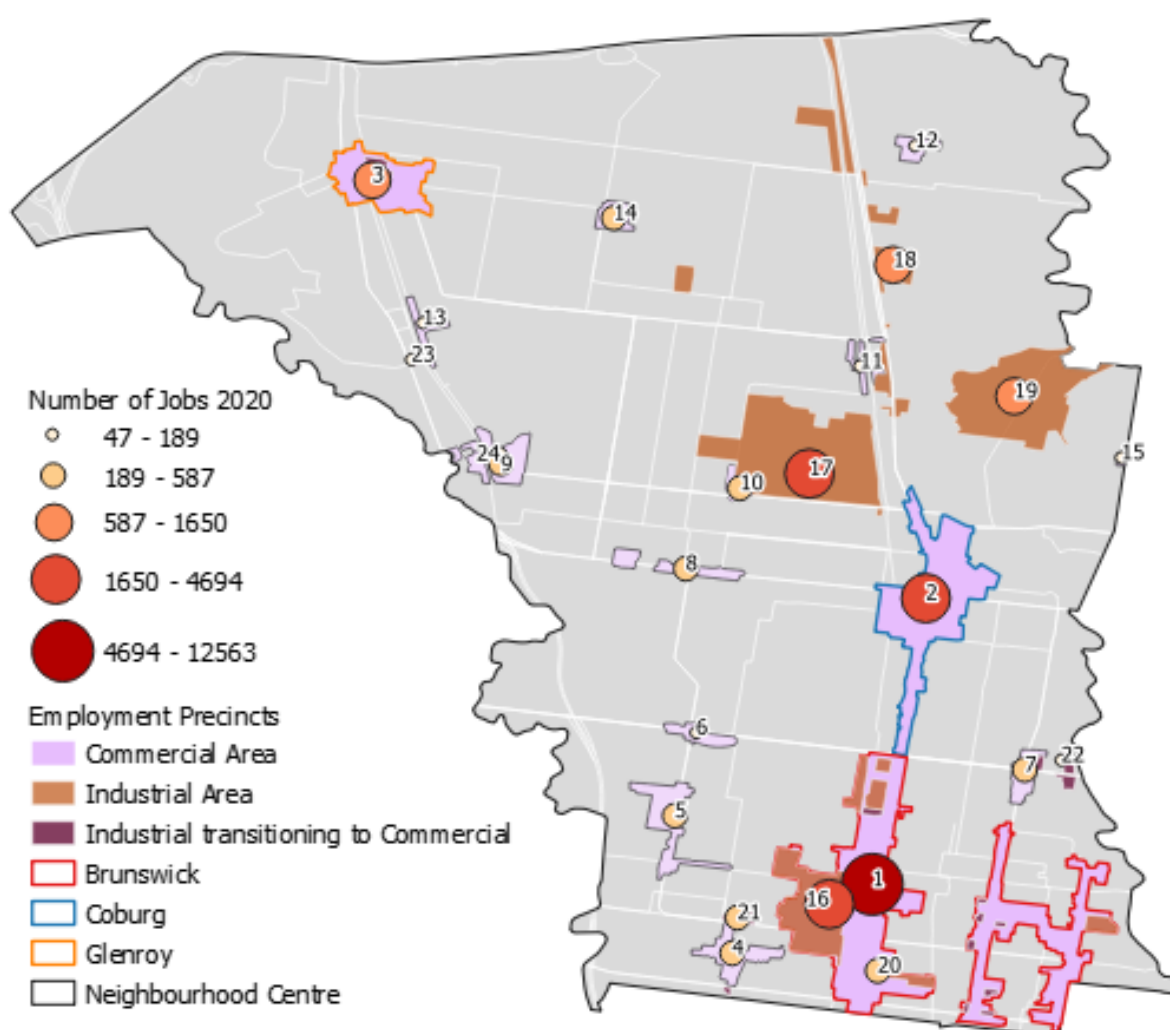 12
3
14
18
13
11
23
19
Number of Jobs 2020
47 - 189
189 - 587
587 - 1650
1650 - 4694
4694 - 12563
24
9
17
15
10
8
2
6
22
7
5
1
16
21
4
20
Employment Precincts
Commercial Area
Industrial Area
Industrial transitioning to Commercial
Brunswick
Coburg
Glenroy
Neighbourhood Centre